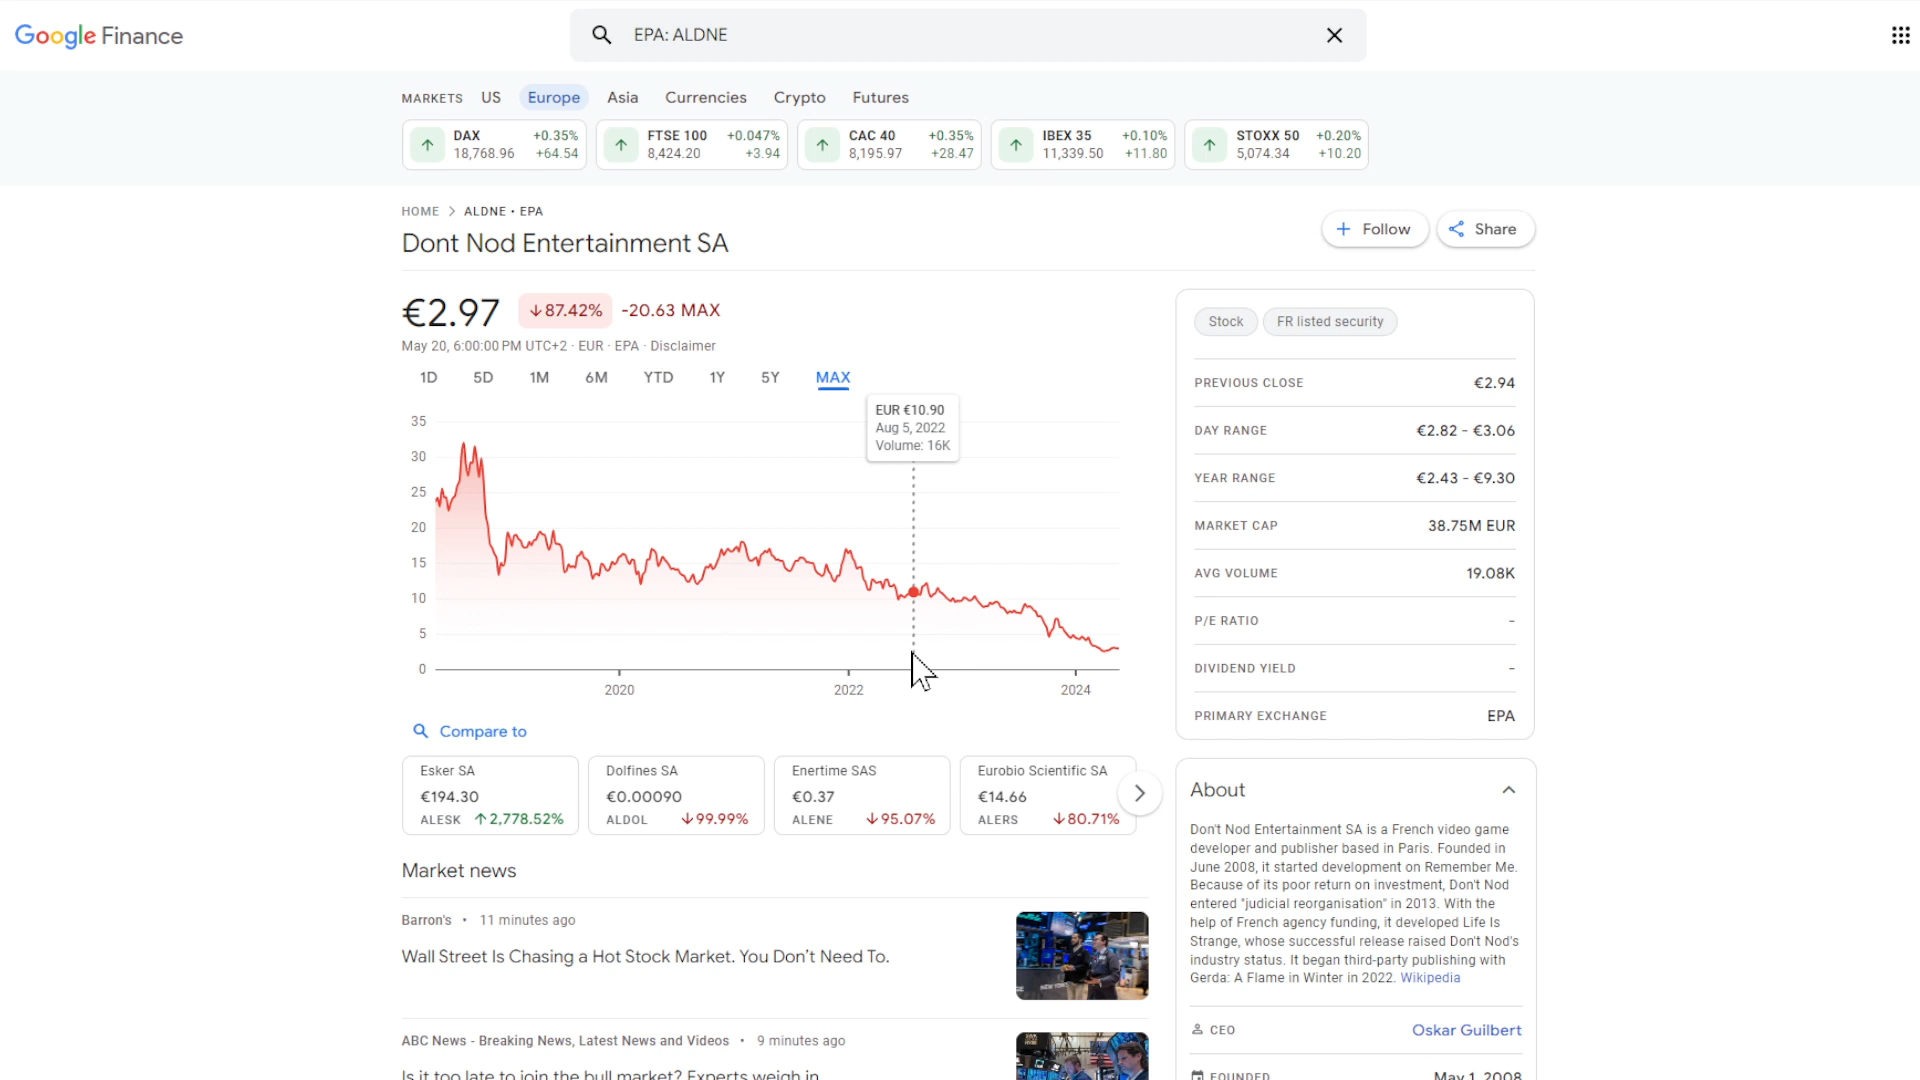 Google Finance
EPA: ALDNE
MARKETS US Europe Asia Currencies Crypto Futures
DAX +0.35%
18,768.96 +64.54
FTSE 100 +0.047%
8,424.20 +3.94
CAC 40 +0.35%
8,195.97 +28.47
IBEX 35 +0.10%
11,339.50 +11.80
STOXX 50 +0.20%
5,074.34 +10.20
HOME > ALDNE • EPA
Dont Nod Entertainment SA
+ Follow
Share
€2.97 ↓87.42% -20.63 MAX
May 20, 6:00:00 PM UTC+2 · EUR · EPA · Disclaimer
1D 5D 1M 6M YTD 1Y 5Y MAX
EUR €10.90
Aug 5, 2022
Volume: 16K
35
30
25
20
15
10
5
0
2020 2022 2024
Compare to
Esker SA
€194.30
ALESK ↑2,778.52%
Dolfines SA
€0.00090
ALDOL ↓99.99%
Enertime SAS
€0.37
ALENE ↓95.07%
Eurobio Scientific SA
€14.66
ALERS ↓80.71%
Market news
Barron's • 11 minutes ago
Wall Street Is Chasing a Hot Stock Market. You Don’t Need To.
ABC News - Breaking News, Latest News and Videos • 9 minutes ago
Is it too late to join the bull market? Experts weigh in
Stock FR listed security
PREVIOUS CLOSE €2.94
DAY RANGE €2.82 - €3.06
YEAR RANGE €2.43 - €9.30
MARKET CAP 38.75M EUR
AVG VOLUME 19.08K
P/E RATIO -
DIVIDEND YIELD -
PRIMARY EXCHANGE EPA
About
Don't Nod Entertainment SA is a French video game
developer and publisher based in Paris. Founded in
June 2008, it started development on Remember Me.
Because of its poor return on investment, Don't Nod
entered "judicial reorganisation" in 2013. With the
help of French agency funding, it developed Life Is
Strange, whose successful release raised Don't Nod's
industry status. It began third-party publishing with
Gerda: A Flame in Winter in 2022. Wikipedia
CEO Oskar Guilbert
FOUNDED May 1, 2008